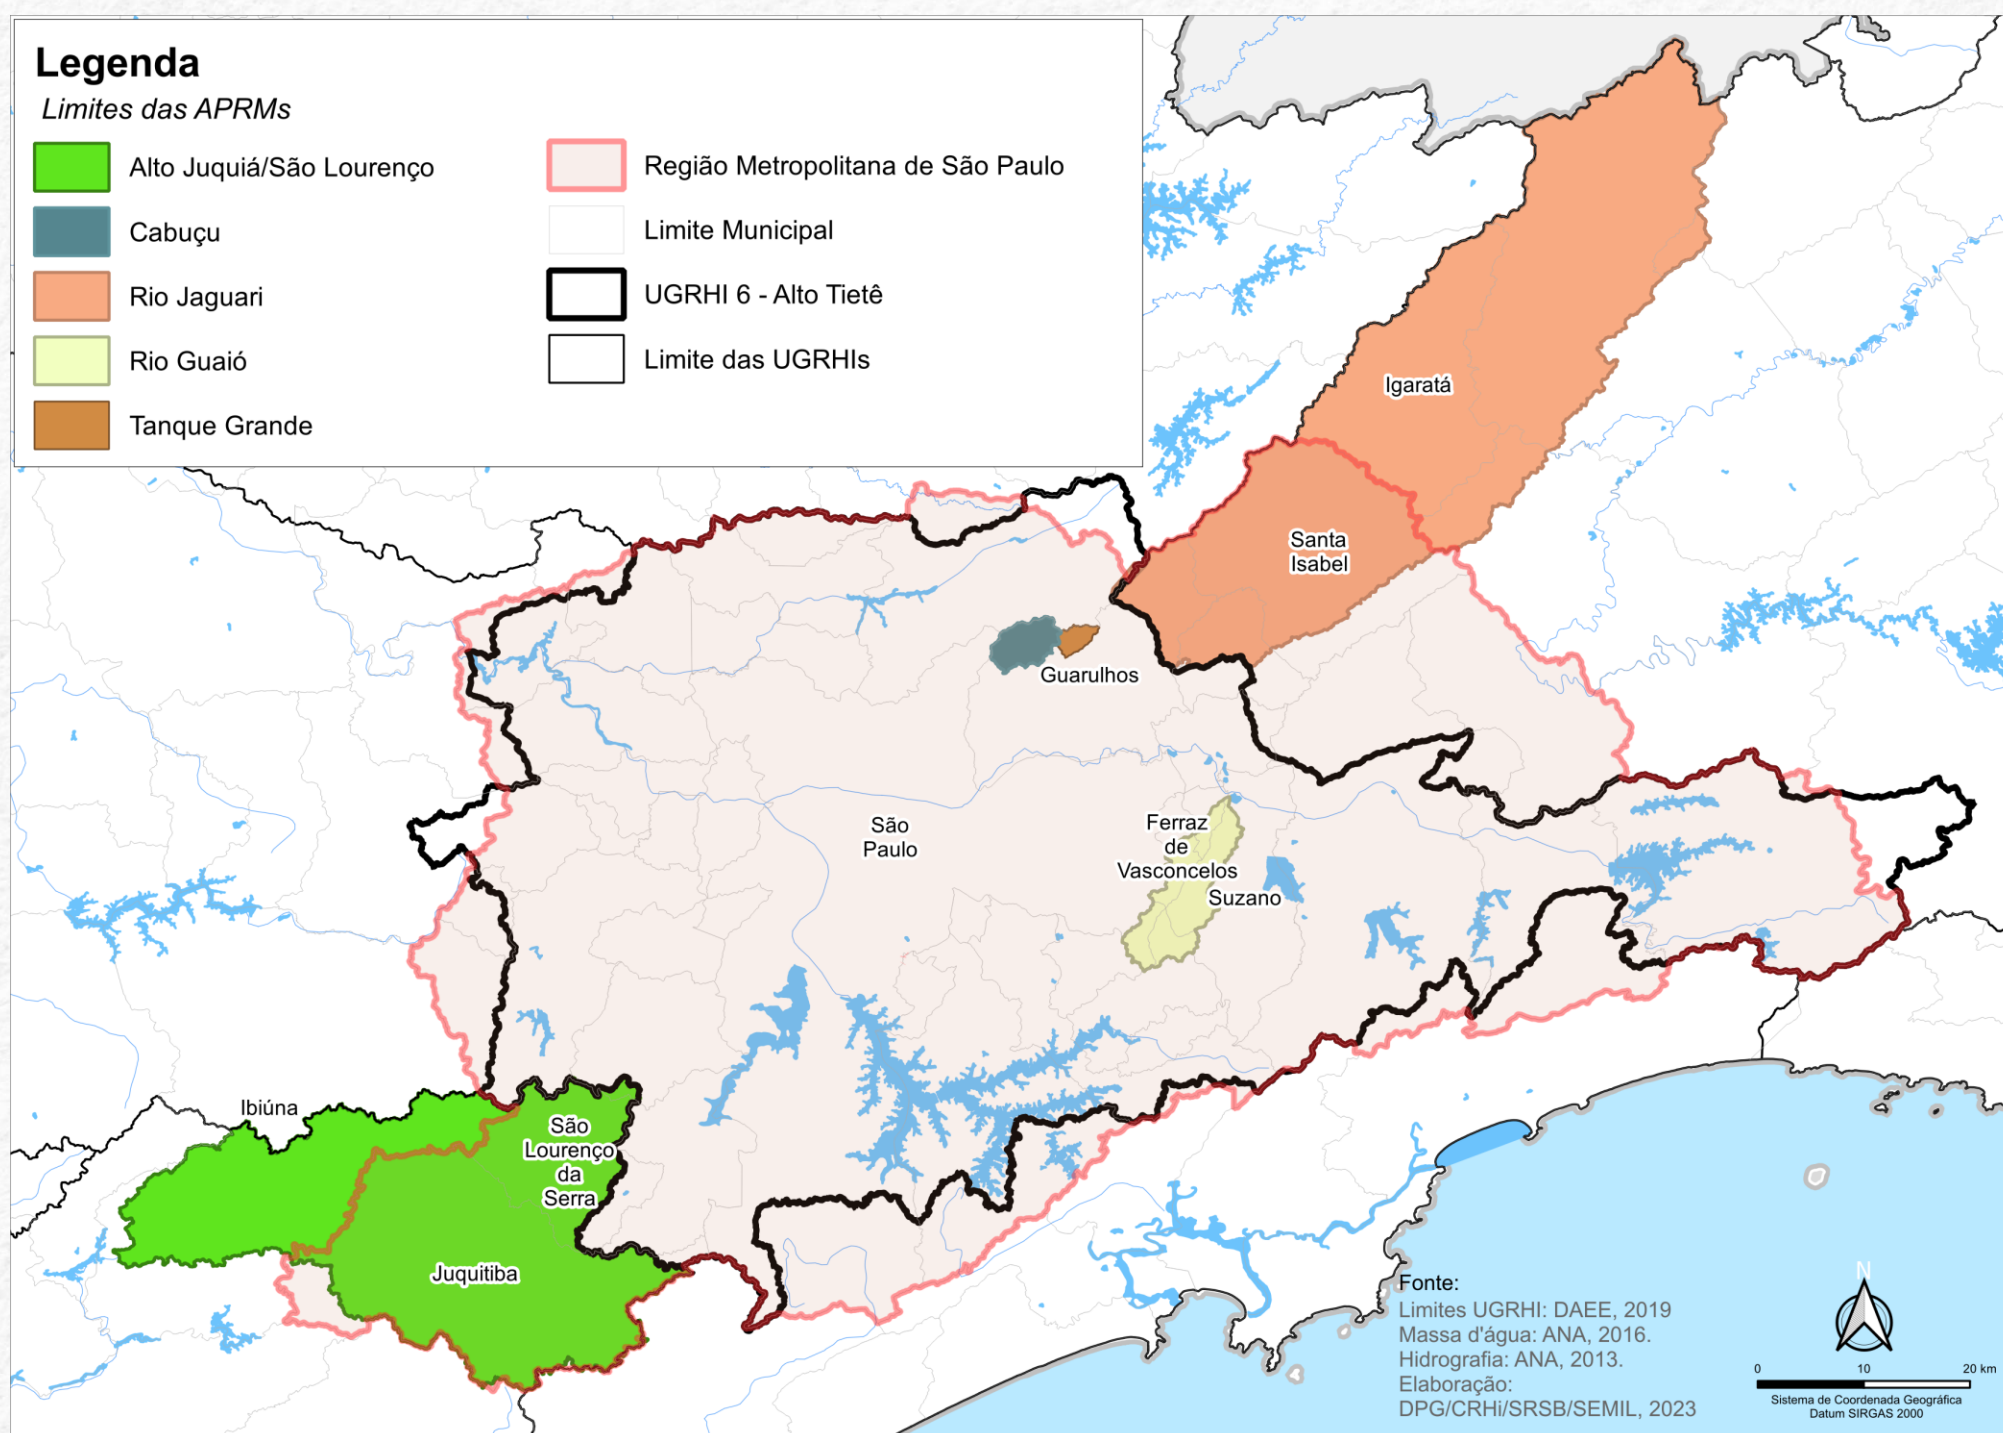 Legenda
Limites das APRMs
Alto Juquiá/São Lourenço
Cabuçu
Rio Jaguari
Rio Guaió
Tanque Grande
Região Metropolitana de São Paulo
Limite Municipal
UGRHI 6 - Alto Tietê
Limite das UGRHIs
Igaratá
Santa
Isabel
Guarulhos
São
Paulo
Ferraz
de
Vasconcelos
Suzano
Ibiúna
São
Lourenço
da
Serra
Juquitiba
Fonte:
Limites UGRHI: DAEE, 2019
Massa d'água: ANA, 2016.
Hidrografia: ANA, 2013.
Elaboração:
DPG/CRHi/SRSB/SEMIL, 2023
N
0 10 20 km
Sistema de Coordenada Geográfica
Datum SIRGAS 2000